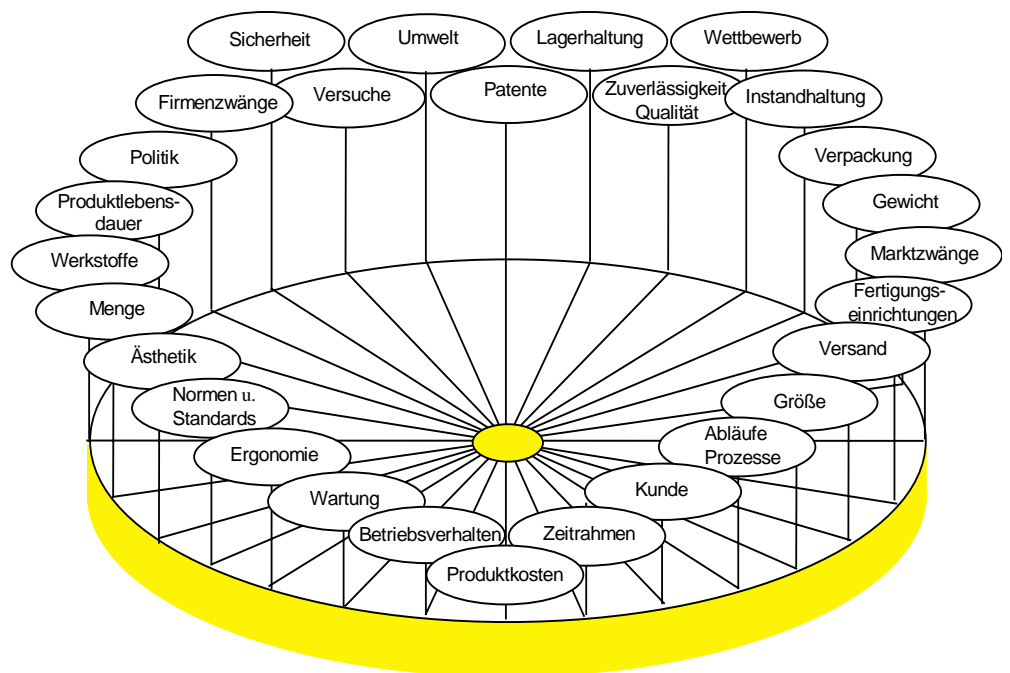 Sicherheit
Umwelt
Lagerhaltung
Wettbewerb
Firmenzwänge
Versuche
Patente
Zuverlässigkeit
Qualität
Instandhaltung
Politik
Verpackung
Produktlebens-
dauer
Gewicht
Werkstoffe
Marktzwänge
Menge
Fertigungs-
einrichtungen
Ästhetik
Versand
Normen u.
Standards
Größe
Ergonomie
Abläufe
Prozesse
Wartung
Kunde
Betriebsverhalten
Zeitrahmen
Produktkosten